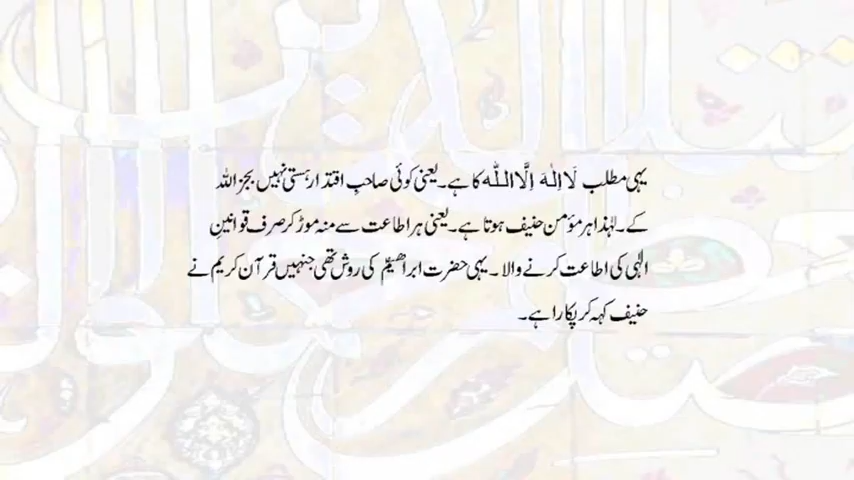 یہی مطلب لَا اِلٰهَ اِلَّا اللّٰه کا ہے۔ یعنی کوئی صاحبِ اقتدار ہستی نہیں بجز اللہ
کے۔ لہٰذا ہر مؤمن حنیف ہوتا ہے۔ یعنی ہر اطاعت سے منہ موڑ کر صرف قوانینِ
الٰہی کی اطاعت کرنے والا۔ یہی حضرت ابراھیمؑ کی روش تھی جنہیں قرآن کریم نے
حنیف کہہ کر پکارا ہے۔